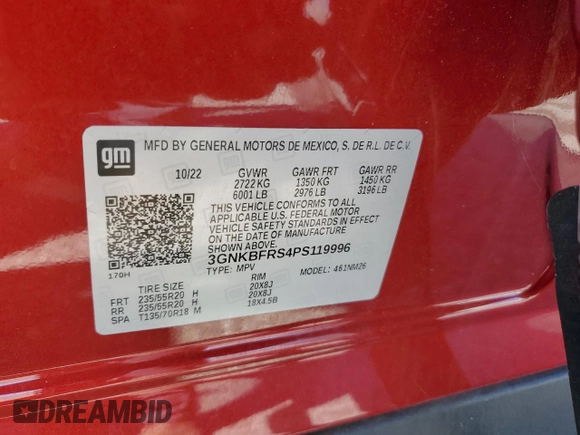 gm
MFD BY GENERAL MOTORS DE MEXICO, S. DE R.L. DE C.V.
10/22 GVWR GAWR FRT GAWR RR
2722 KG 1350 KG 1450 KG
6001 LB 2976 LB 3196 LB
THIS VEHICLE CONFORMS TO ALL
APPLICABLE U.S. FEDERAL MOTOR
VEHICLE SAFETY STANDARDS IN EFFECT
ON THE DATE OF MANUFACTURE
SHOWN ABOVE.
3GNKBFRS4PS119996
170H TYPE: MPV MODEL: 461NM26
TIRE SIZE RIM
FRT 235/55R20 H 20X8J
RR 235/55R20 H 20X8J
SPA T135/70R18 M 18X4.5B
DREAMBID